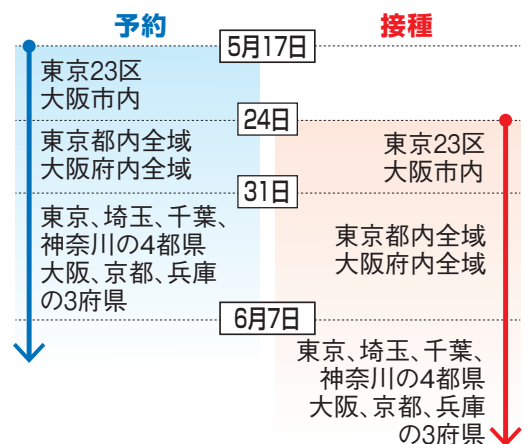 予約
接種
5月17日
東京23区
大阪市内
24日
東京都内全域
大阪府内全域
東京23区
大阪市内
31日
東京、埼玉、千葉、
神奈川の4都県
大阪、京都、兵庫
の3府県
東京都内全域
大阪府内全域
6月7日
東京、埼玉、千葉、
神奈川の4都県
大阪、京都、兵庫
の3府県